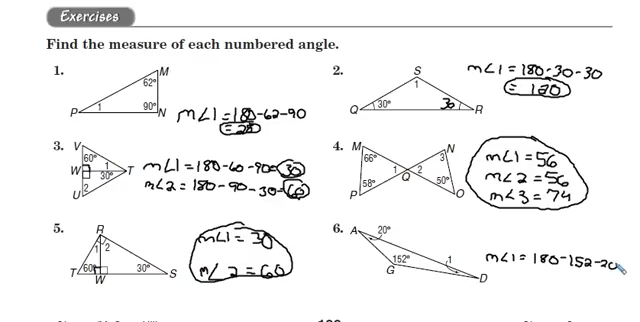 Exercises
Find the measure of each numbered angle.
1.
M
62°
P
1
90°
N
m∠1 = 180-62-90
2.
S
1
Q
30°
30
R
m∠1 = 180-30-30
= 120
3.
V
60°
W
1
30°
T
2
U
m∠1 = 180-60-90=30
m∠2 = 180-90-30=60
4.
M
N
66°
3
1
2
Q
58°
50°
P
O
m∠1 = 56
m∠2 = 56
m∠3 = 74
5.
R
1
2
T
60°
W
30°
S
m∠1 = 30
m∠2 = 60
6.
A
20°
152°
1
G
D
m∠1 = 180-152-20